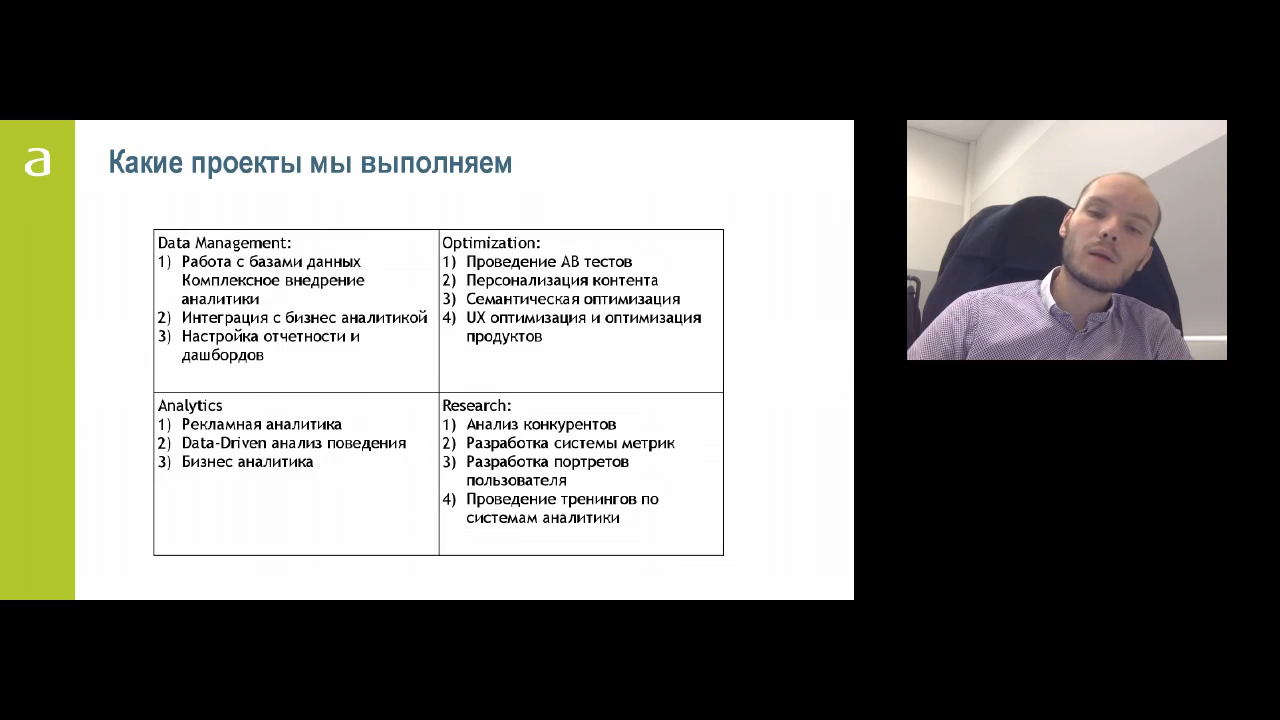 a
Какие проекты мы выполняем
Data Management:
1) Работа с базами данных
Комплексное внедрение
аналитики
2) Интеграция с бизнес аналитикой
3) Настройка отчетности и
дашбордов
Optimization:
1) Проведение АВ тестов
2) Персонализация контента
3) Семантическая оптимизация
4) UX оптимизация и оптимизация
продуктов
Analytics
1) Рекламная аналитика
2) Data-Driven анализ поведения
3) Бизнес аналитика
Research:
1) Анализ конкурентов
2) Разработка системы метрик
3) Разработка портретов
пользователя
4) Проведение тренингов по
системам аналитики